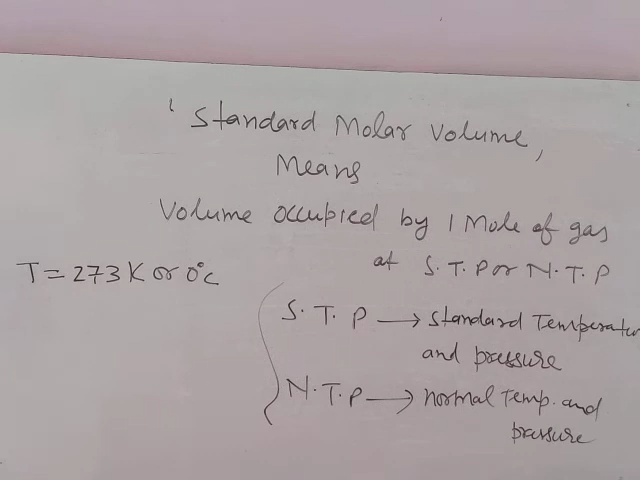 ' Standard Molar Volume,
Means
Volume occupied by 1 Mole of gas
at S.T.P or N.T.P
T = 273 K or 0°C
S.T.P → Standard Temperatu
and pressure
N.T.P → normal Temp. and
pressure